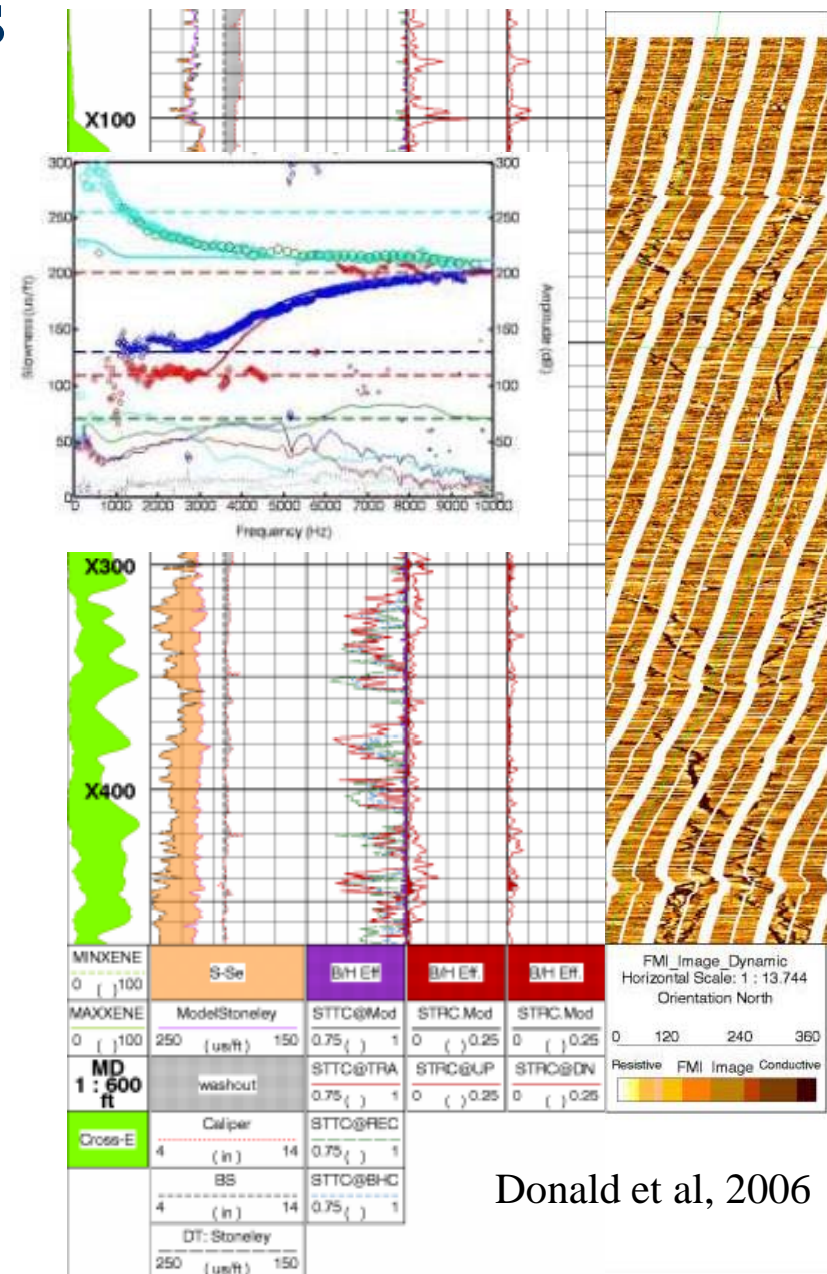 S
X100
300
250
200
150
100
50
0
Slowness (us/ft)
300
250
200
150
100
50
Amplitude (dB)
0 1000 2000 3000 4000 5000 6000 7000 8000 9000 10000
Frequency (Hz)
X300
X400
MINXENE
0 ( ) 100
MAXXENE
0 ( ) 100
MD
1 : 600
ft
Cross-E
S-Se
ModelStoneley
250 (us/ft) 150
washout
Caliper
4 (in) 14
BS
4 (in) 14
DT: Stoneley
250 (us/ft) 150
B/H Eff
STTC@Mod
0.75 ( ) 1
STTC@TRA
0.75 ( ) 1
STTC@REC
0.75 ( ) 1
STTC@BHC
0.75 ( ) 1
B/H Eff.
STRC.Mod
0 ( ) 0.25
STRC@UP
0 ( ) 0.25
B/H Eff.
STRC.Mod
0 ( ) 0.25
STRC@DN
0 ( ) 0.25
FMI_Image_Dynamic
Horizontal Scale: 1 : 13.744
Orientation North
0 120 240 360
Resistive FMI Image Conductive
Donald et al, 2006